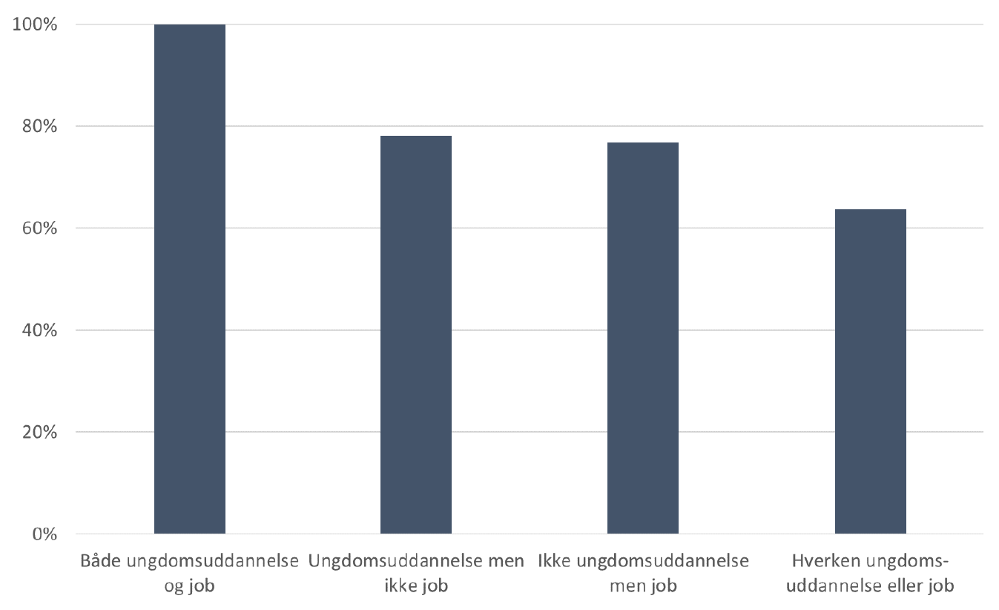 100%
80%
60%
40%
20%
0%
Både ungdomsuddannelse
og job
Ungdomsuddannelse men
ikke job
Ikke ungdomsuddannelse
men job
Hverken ungdoms-
uddannelse eller job